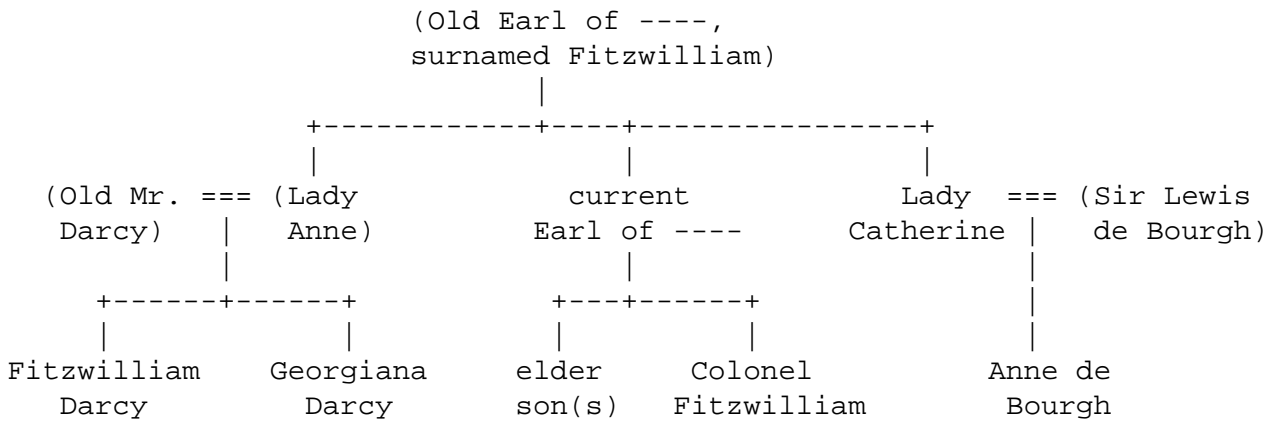 (Old Earl of ----,
surnamed Fitzwilliam)
|
+------------+----+----------------+
| | |
(Old Mr. === (Lady current Lady === (Sir Lewis
Darcy) | Anne) Earl of ---- Catherine | de Bourgh)
| | |
+------+------+ +---+------+ |
| | | | |
Fitzwilliam Georgiana elder Colonel Anne de
Darcy Darcy son(s) Fitzwilliam Bourgh